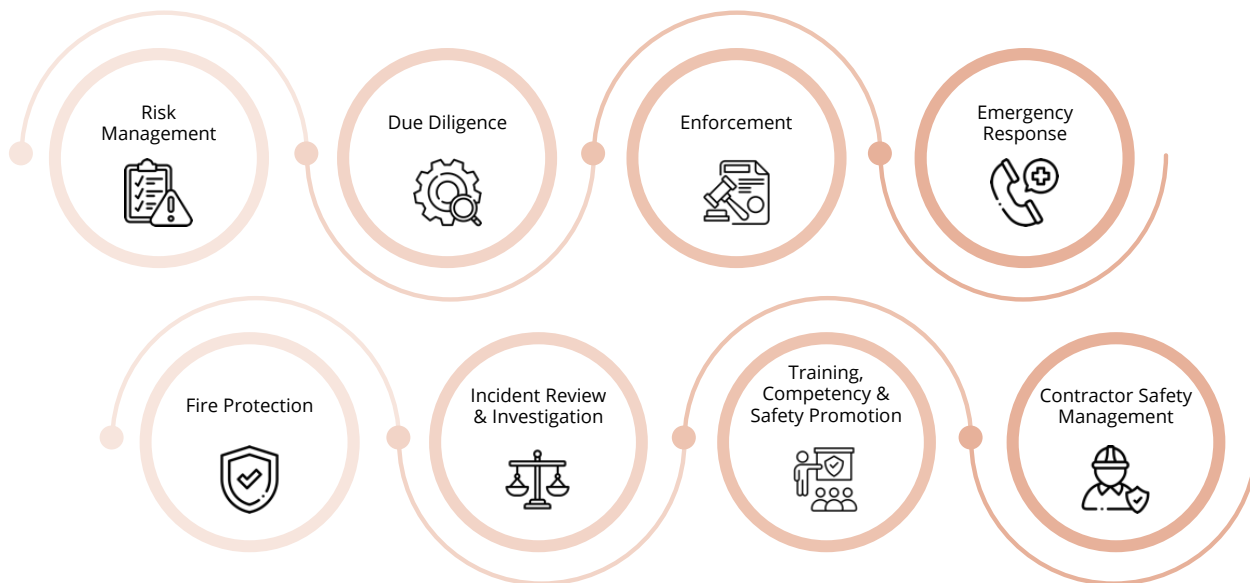 Risk
Management
Due Diligence
Enforcement
Emergency
Response
Fire Protection
Incident Review
& Investigation
Training,
Competency &
Safety Promotion
Contractor Safety
Management